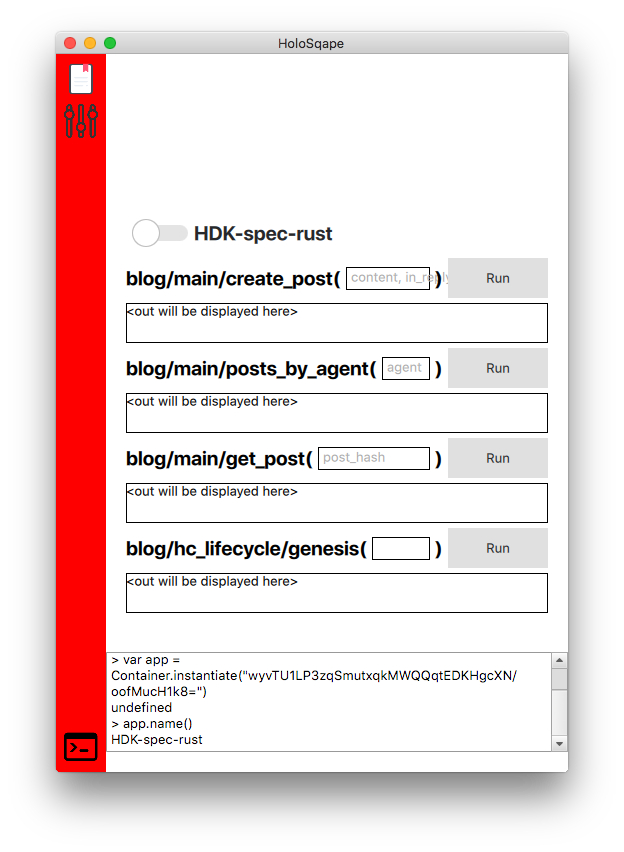 HoloSqape
HDK-spec-rust
blog/main/create_post( content, in_reply ) Run
<out will be displayed here>
blog/main/posts_by_agent( agent ) Run
<out will be displayed here>
blog/main/get_post( post_hash ) Run
<out will be displayed here>
blog/hc_lifecycle/genesis( ) Run
<out will be displayed here>
> var app =
Container.instantiate("wyvTU1LP3zqSmutxqkMWQQqtEDKHgcXN/
oofMucH1k8=")
undefined
> app.name()
HDK-spec-rust